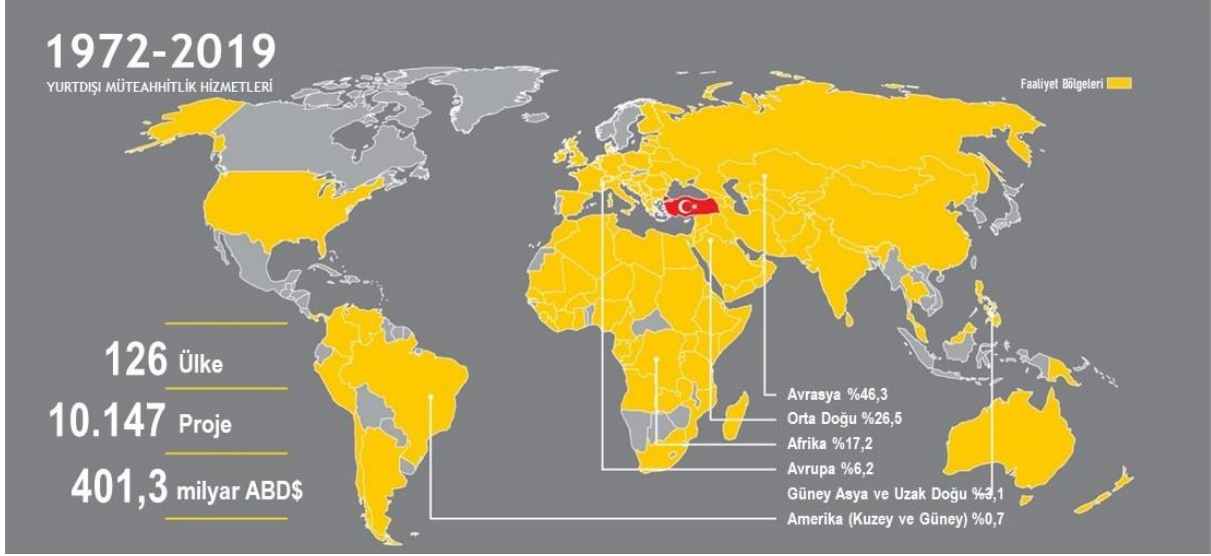 1972-2019
YURTDIŞI MÜTEAHHİTLİK HİZMETLERİ
Faaliyet Bölgeleri
126 Ülke
10.147 Proje
401,3 milyar ABD$
Avrasya %46,3
Orta Doğu %26,5
Afrika %17,2
Avrupa %6,2
Güney Asya ve Uzak Doğu %3,1
Amerika (Kuzey ve Güney) %0,7